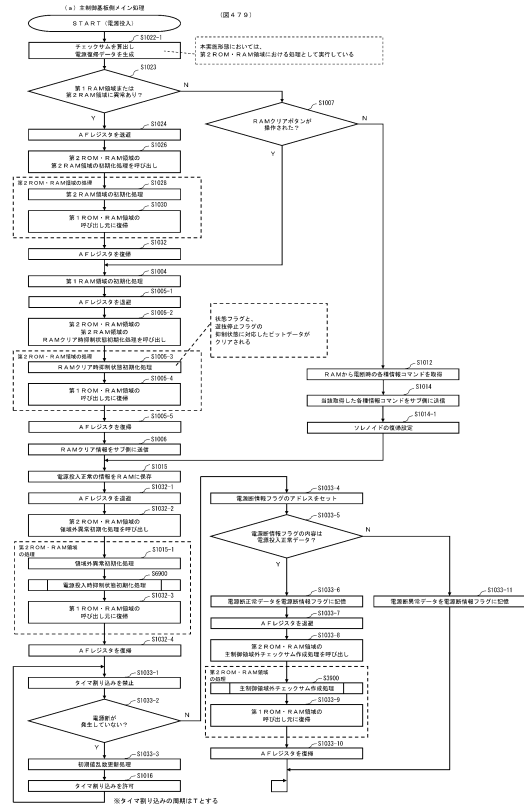 (a) 主制御基板側メイン処理
(図479)
START(電源投入)
S1022-1
チェックサムを算出し
電源復帰データを生成
本実施形態においては、
第2ROM・RAM領域における処理として実行している
S1023
第1RAM領域または
第2RAM領域に異常あり?
N
Y
S1007
RAMクリアボタンが
操作された?
N
Y
S1024
AFレジスタを退避
S1026
第2ROM・RAM領域の
第2RAM領域の初期化処理を呼び出し
第2ROM・RAM領域の処理
S1028
第2RAM領域の初期化処理
S1030
第1ROM・RAM領域の
呼び出し元に復帰
S1032
AFレジスタを復帰
S1004
第1RAM領域の初期化処理
S1005-1
AFレジスタを退避
S1005-2
第2ROM・RAM領域の
第2RAM領域の
RAMクリア時抑制状態初期化処理を呼び出し
状態フラグと、
遊技停止フラグの
抑制状態に対応したビットデータが
クリアされる
第2ROM・RAM領域の処理
S1005-3
RAMクリア時抑制状態初期化処理
S1005-4
第1ROM・RAM領域の
呼び出し元に復帰
S1005-5
AFレジスタを復帰
S1006
RAMクリア情報をサブ側に送信
S1012
RAMから電断時の各種情報コマンドを取得
S1014
当該取得した各種情報コマンドをサブ側に送信
S1014-1
ソレノイドの復帰設定
S1015
電源投入正常の情報をRAMに保存
S1032-1
AFレジスタを退避
S1032-2
第2ROM・RAM領域の
領域外異常初期化処理を呼び出し
第2ROM・RAM領域
の処理
S1015-1
領域外異常初期化処理
S6900
電源投入時抑制状態初期化処理
S1032-3
第1ROM・RAM領域の
呼び出し元に復帰
S1032-4
AFレジスタを復帰
S1033-1
タイマ割り込みを禁止
S1033-2
電源断が
発生していない?
N
Y
S1033-3
初期値乱数更新処理
S1016
タイマ割り込みを許可
※タイマ割り込みの周期はTとする
S1033-4
電源断情報フラグのアドレスをセット
S1033-5
電源断情報フラグの内容は
電源投入正常データ?
N
Y
S1033-6
電源断正常データを電源断情報フラグに記憶
S1033-11
電源断異常データを電源断情報フラグに記憶
S1033-7
AFレジスタを退避
S1033-8
第2ROM・RAM領域の
主制御領域外チェックサム作成処理を呼び出し
第2ROM・RAM領域
の処理
S3900
主制御領域外チェックサム作成処理
S1033-9
第1ROM・RAM領域の
呼び出し元に復帰
S1033-10
AFレジスタを復帰